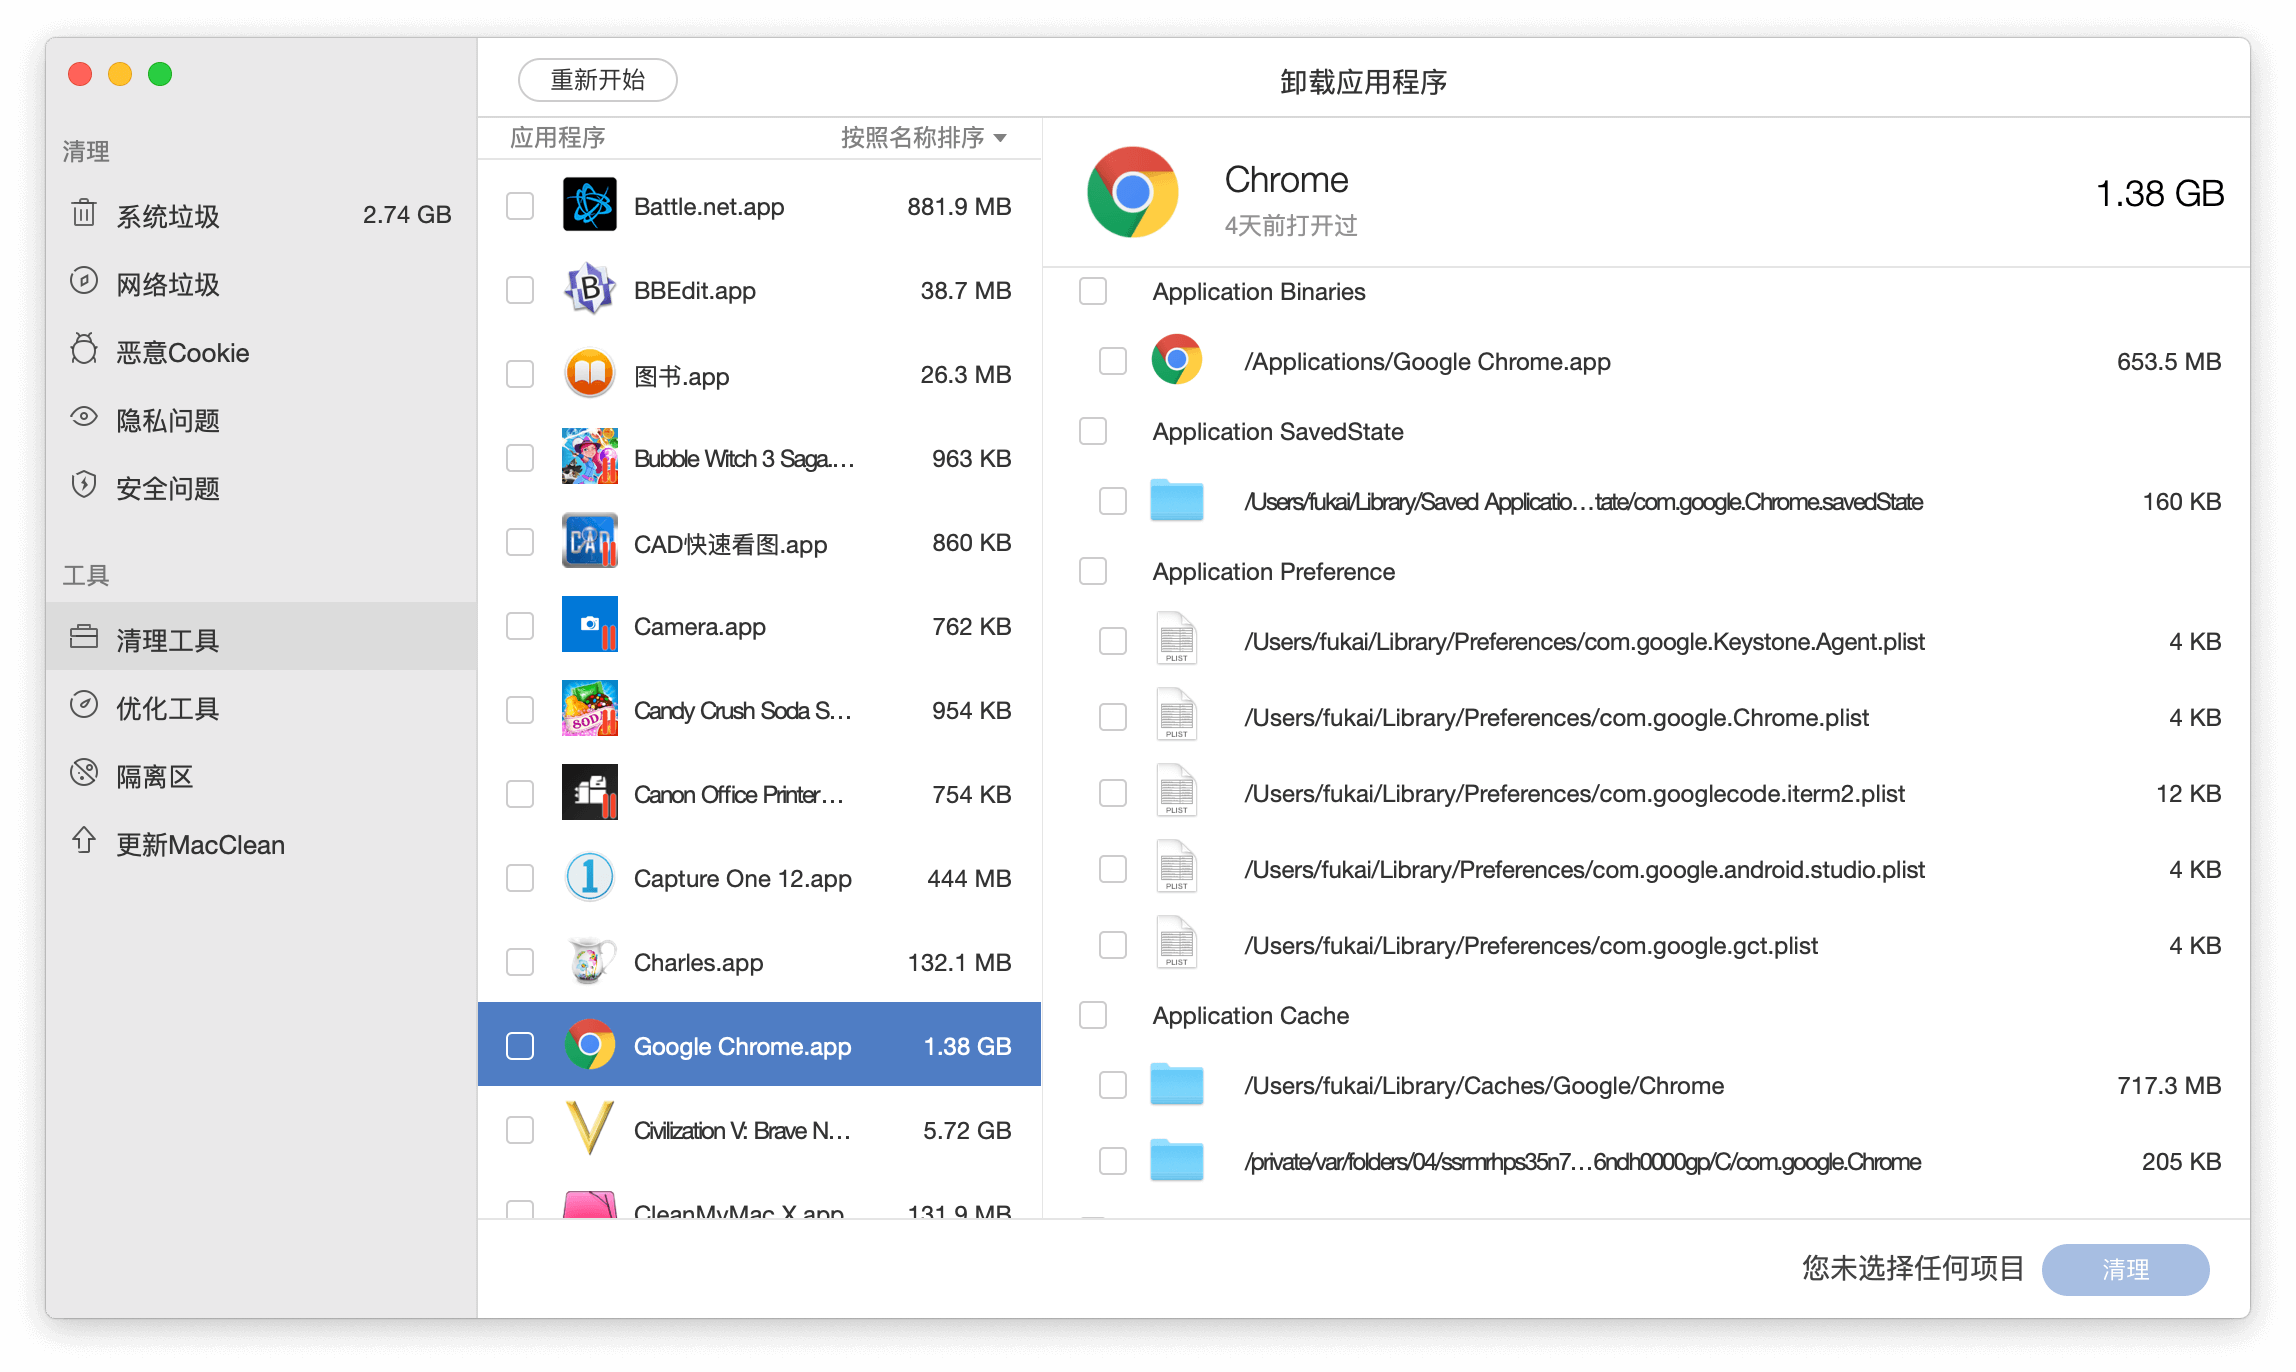 重新开始
卸载应用程序
清理
系统垃圾 2.74 GB
网络垃圾
恶意Cookie
隐私问题
安全问题
工具
清理工具
优化工具
隔离区
更新MacClean
应用程序 按照名称排序
Battle.net.app 881.9 MB
BBEdit.app 38.7 MB
图书.app 26.3 MB
Bubble Witch 3 Saga.… 963 KB
CAD快速看图.app 860 KB
Camera.app 762 KB
Candy Crush Soda S… 954 KB
Canon Office Printer… 754 KB
Capture One 12.app 444 MB
Charles.app 132.1 MB
Google Chrome.app 1.38 GB
Civilization V: Brave N… 5.72 GB
CleanMyMac X.app 131.9 MB
Chrome 1.38 GB
4天前打开过
Application Binaries
/Applications/Google Chrome.app 653.5 MB
Application SavedState
/Users/fukai/Library/Saved Applicatio…tate/com.google.Chrome.savedState 160 KB
Application Preference
/Users/fukai/Library/Preferences/com.google.Keystone.Agent.plist 4 KB
/Users/fukai/Library/Preferences/com.google.Chrome.plist 4 KB
/Users/fukai/Library/Preferences/com.googlecode.iterm2.plist 12 KB
/Users/fukai/Library/Preferences/com.google.android.studio.plist 4 KB
/Users/fukai/Library/Preferences/com.google.gct.plist 4 KB
Application Cache
/Users/fukai/Library/Caches/Google/Chrome 717.3 MB
/private/var/folders/04/ssrmrhps35n7…6ndh0000gp/C/com.google.Chrome 205 KB
您未选择任何项目 清理